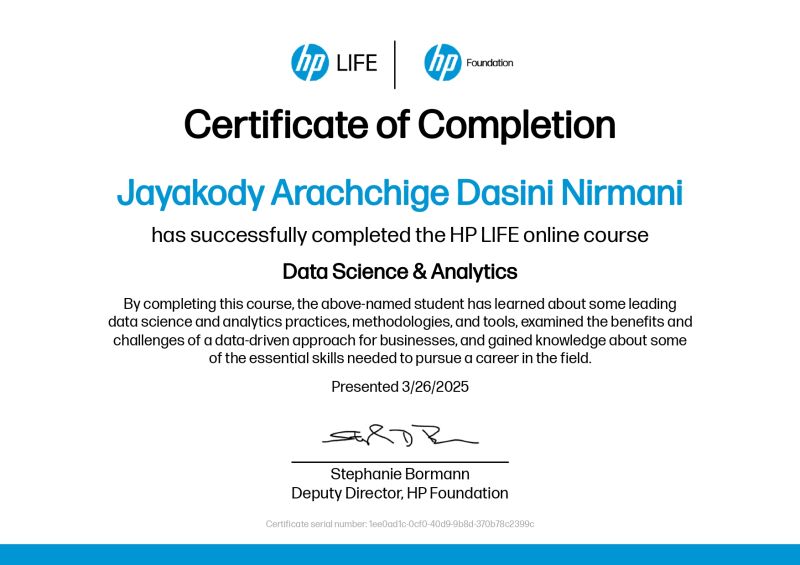 hp LIFE hp Foundation
Certificate of Completion
Jayakody Arachchige Dasini Nirmani
has successfully completed the HP LIFE online course
Data Science & Analytics
By completing this course, the above-named student has learned about some leading
data science and analytics practices, methodologies, and tools, examined the benefits and
challenges of a data-driven approach for businesses, and gained knowledge about some
of the essential skills needed to pursue a career in the field.
Presented 3/26/2025
Stephanie Bormann
Deputy Director, HP Foundation
Certificate serial number: 1ee0ad1c-0cf0-40d9-9b8d-370b78c2399c